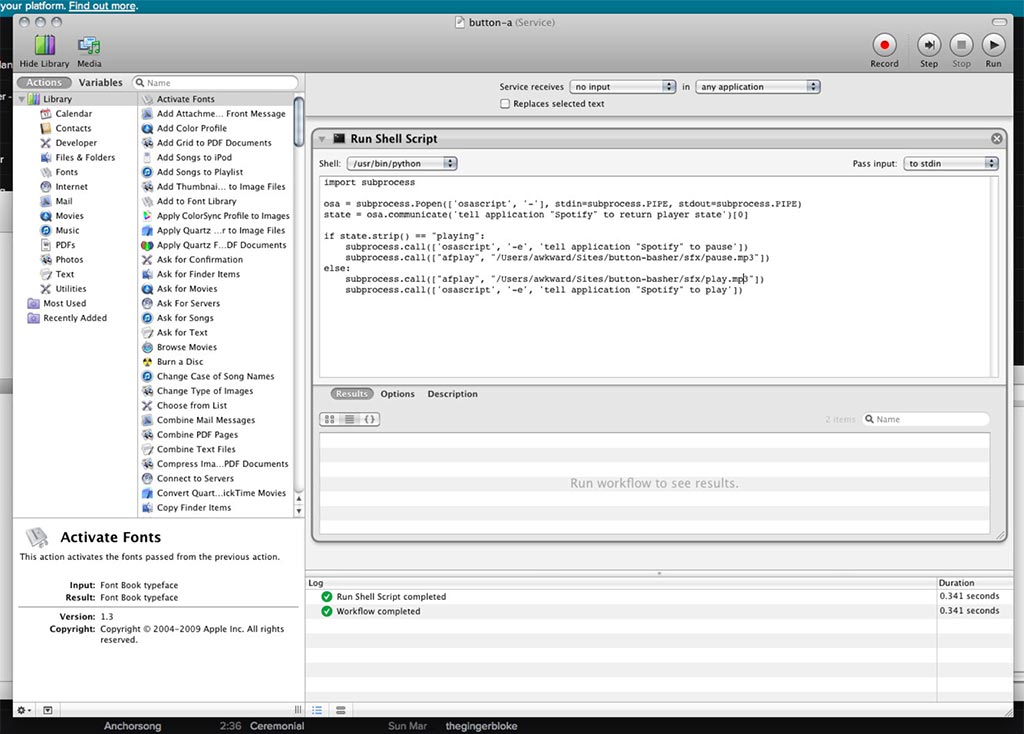 your platform. Find out more.
button-a (Service)
Hide Library
Media
Record
Step
Stop
Run
Actions
Variables
Name
Library
Calendar
Contacts
Developer
Files & Folders
Fonts
Internet
Mail
Movies
Music
PDFs
Photos
Text
Utilities
Most Used
Recently Added
Activate Fonts
Add Attachme... Front Message
Add Color Profile
Add Grid to PDF Documents
Add Songs to iPod
Add Songs to Playlist
Add Thumbnai... to Image Files
Add to Font Library
Apply ColorSync Profile to Images
Apply Quartz ... to Image Files
Apply Quartz F...DF Documents
Ask for Confirmation
Ask for Finder Items
Ask for Movies
Ask For Servers
Ask for Songs
Ask for Text
Browse Movies
Burn a Disc
Change Case of Song Names
Change Type of Images
Choose from List
Combine Mail Messages
Combine PDF Pages
Combine Text Files
Compress Ima...PDF Documents
Connect to Servers
Convert Quart...ickTime Movies
Copy Finder Items
Activate Fonts
This action activates the fonts passed from the previous action.
Input: Font Book typeface
Result: Font Book typeface
Version: 1.3
Copyright: Copyright © 2004-2009 Apple Inc. All rights
reserved.
Service receives no input in any application
Replaces selected text
Run Shell Script
Shell: /usr/bin/python
Pass input: to stdin
import subprocess
osa = subprocess.Popen(['osascript', '-'], stdin=subprocess.PIPE, stdout=subprocess.PIPE)
state = osa.communicate('tell application "Spotify" to return player state')[0]
if state.strip() == "playing":
subprocess.call(['osascript', '-e', 'tell application "Spotify" to pause'])
subprocess.call(["afplay", "/Users/awkward/Sites/button-basher/sfx/pause.mp3"])
else:
subprocess.call(["afplay", "/Users/awkward/Sites/button-basher/sfx/play.mp3"])
subprocess.call(['osascript', '-e', 'tell application "Spotify" to play'])
Results
Options
Description
2 items
Name
Run workflow to see results.
Log
Duration
Run Shell Script completed
0.341 seconds
Workflow completed
0.341 seconds
Anchorsong
2:36
Ceremonial
Sun Mar
thegingerbloke